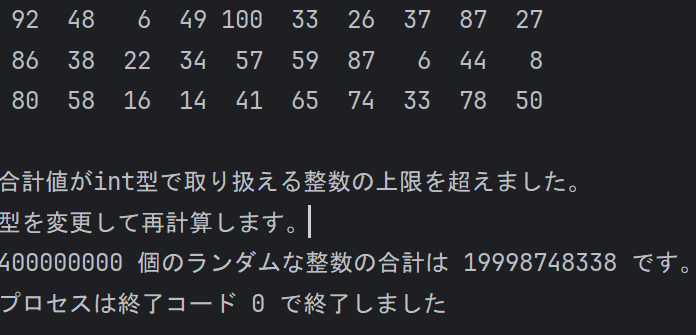 92 48 6 49 100 33 26 37 87 27
86 38 22 34 57 59 87 6 44 8
80 58 16 14 41 65 74 33 78 50
合計値がint型で取り扱える整数の上限を超えました。
型を変更して再計算します。
400000000 個のランダムな整数の合計は 19998748338 です。
プロセスは終了コード 0 で終了しました